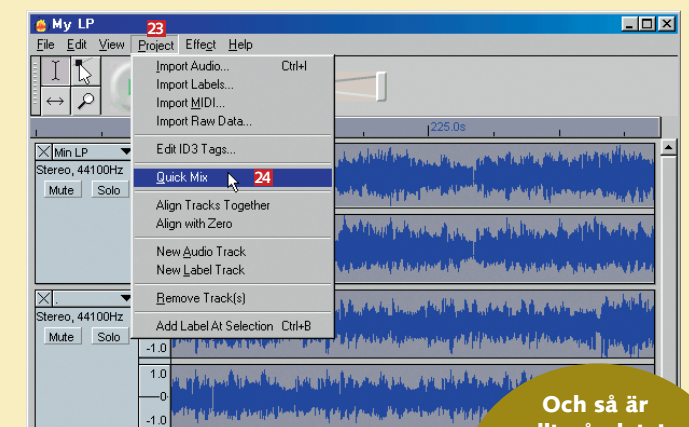 My LP
23
File Edit View Project Effect Help
Import Audio... Ctrl+I
Import Labels...
Import MIDI...
Import Raw Data...
225.0s
Min LP
Edit ID3 Tags...
Stereo, 44100Hz
Mute Solo
Quick Mix 24
Align Tracks Together
Align with Zero
New Audio Track
New Label Track
Remove Track(s)
.
Stereo, 44100Hz
Mute Solo
Add Label At Selection Ctrl+B
-1.0
1.0
0
-1.0
Och så är